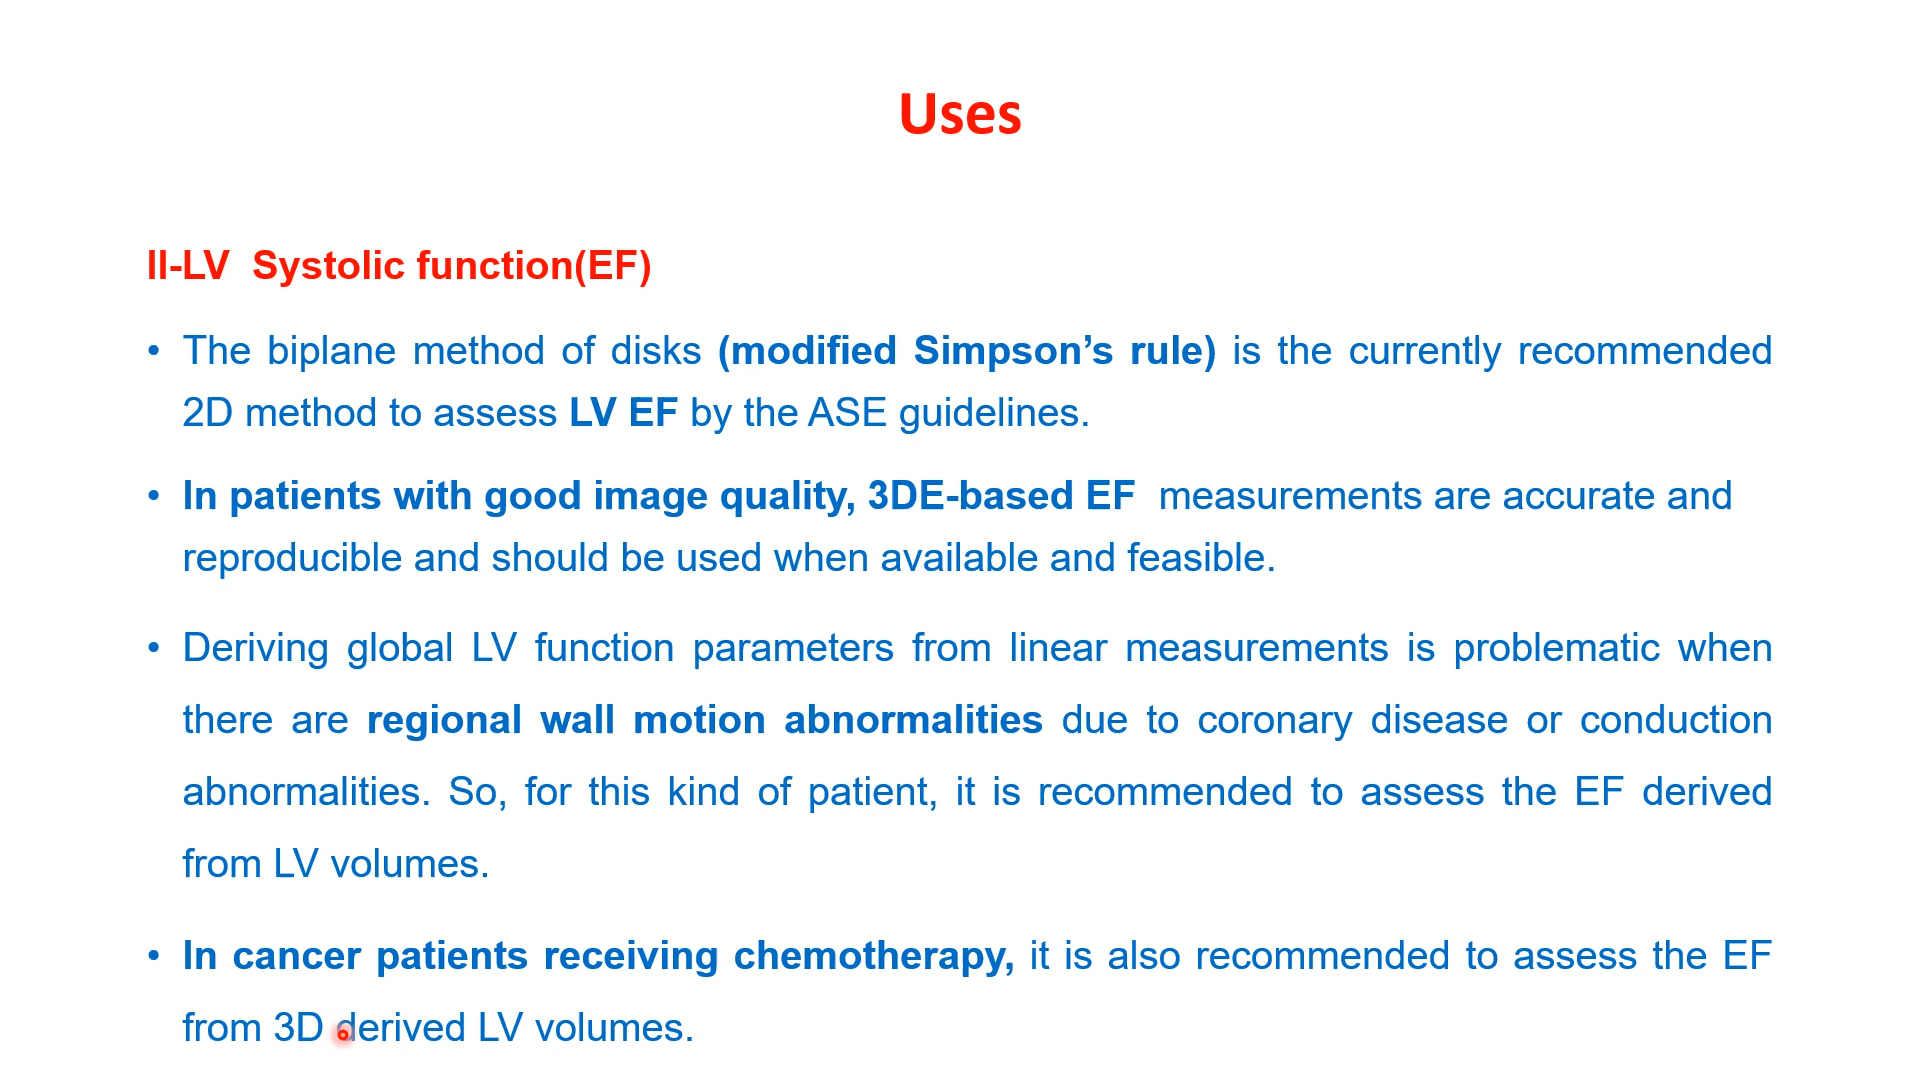 Uses
II-LV  Systolic function(EF)
• The biplane method of disks (modified Simpson’s rule) is the currently recommended
2D method to assess LV EF by the ASE guidelines.
• In patients with good image quality, 3DE-based EF  measurements are accurate and
reproducible and should be used when available and feasible.
• Deriving global LV function parameters from linear measurements is problematic when
there are regional wall motion abnormalities due to coronary disease or conduction
abnormalities. So, for this kind of patient, it is recommended to assess the EF derived
from LV volumes.
• In cancer patients receiving chemotherapy, it is also recommended to assess the EF
from 3D derived LV volumes.